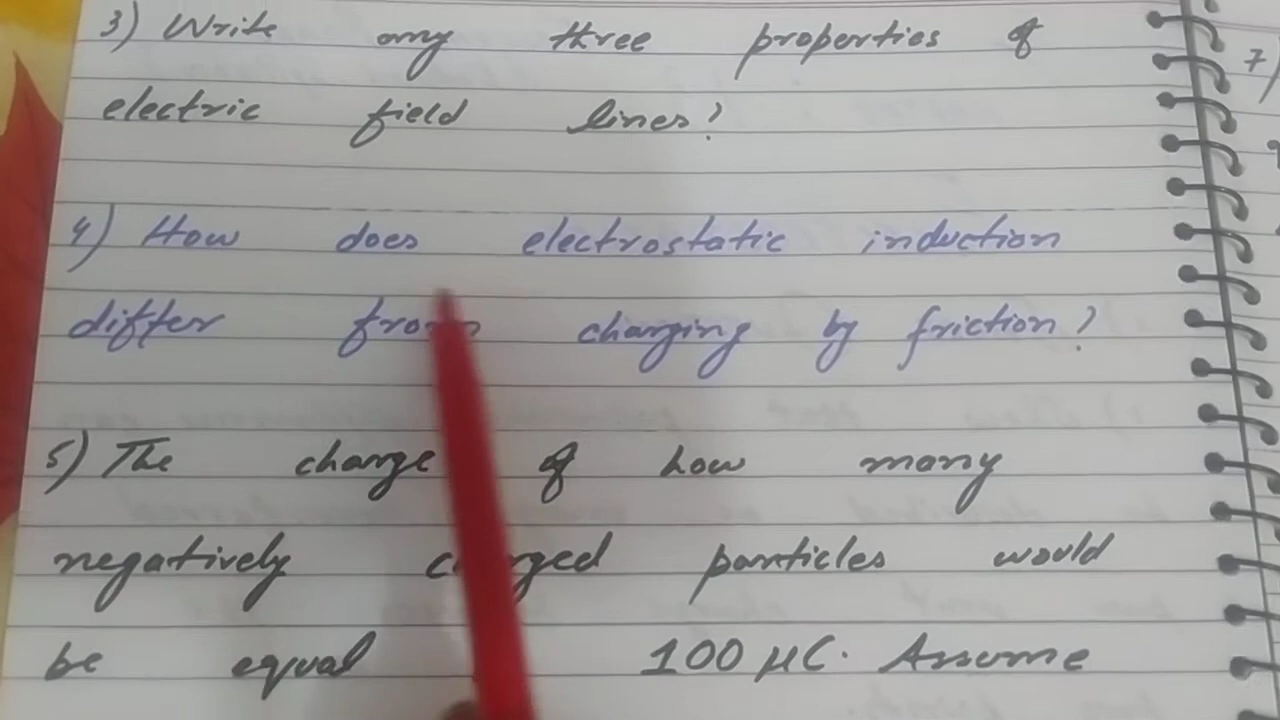 3) Write any three properties of
electric field lines?
4) How does electrostatic induction
differ from charging by friction?
5) The charge of how many
negatively charged particles would
be equal 100 μC. Assume
7)